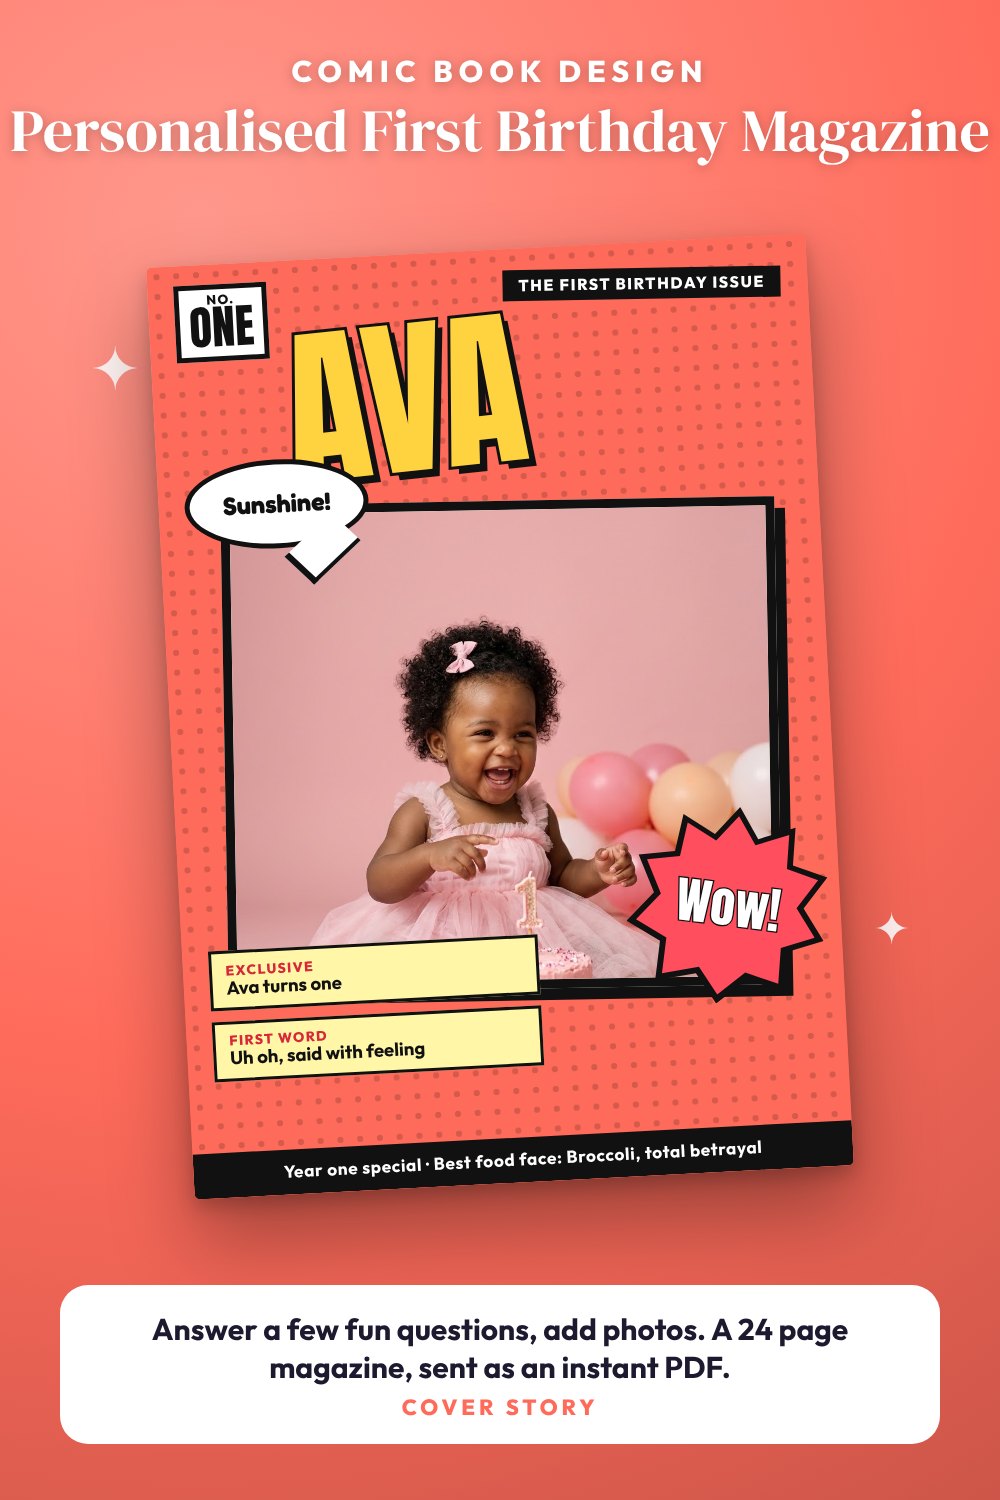 COMIC BOOK DESIGN
Personalised First Birthday Magazine
NO.
ONE
THE FIRST BIRTHDAY ISSUE
AVA
Sunshine!
1
Wow!
EXCLUSIVE
Ava turns one
FIRST WORD
Uh oh, said with feeling
Year one special · Best food face: Broccoli, total betrayal
Answer a few fun questions, add photos. A 24 page
magazine, sent as an instant PDF.
COVER STORY